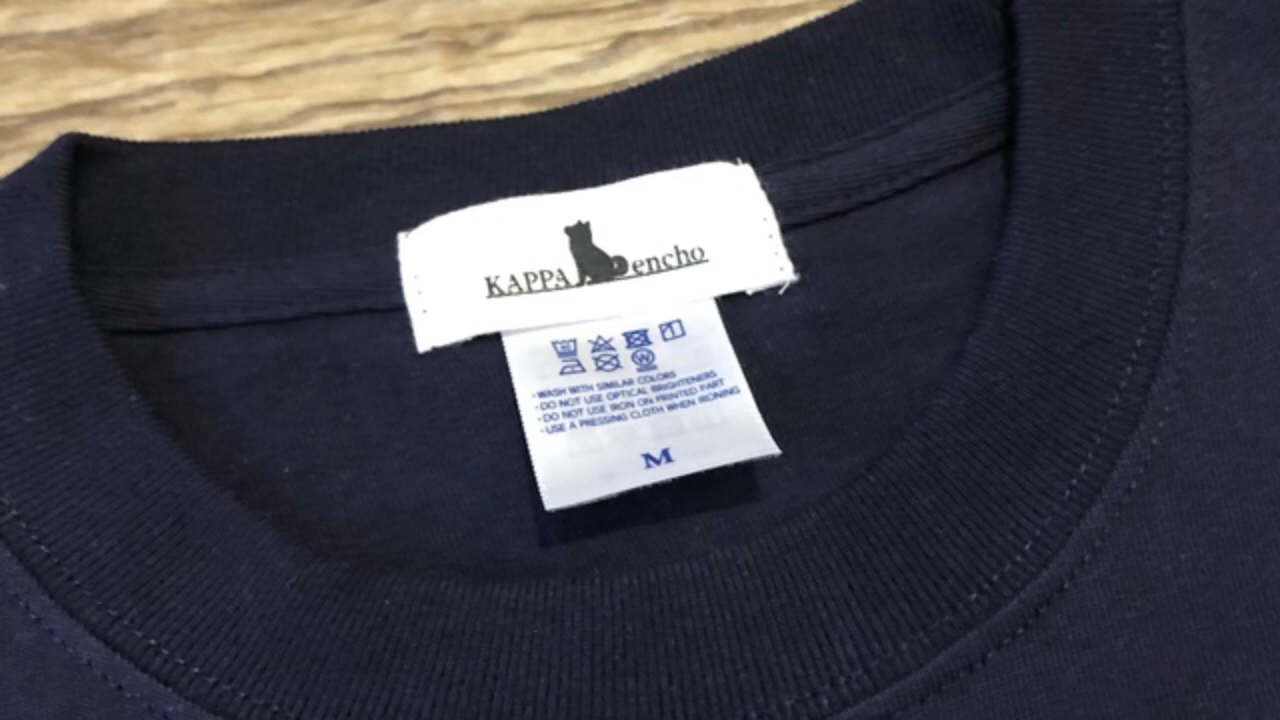 KAPPA encho
・WASH WITH SIMILAR COLORS
・DO NOT USE OPTICAL BRIGHTENERS
・DO NOT USE IRON ON PRINTED PART
・USE A PRESSING CLOTH WHEN IRONING
M